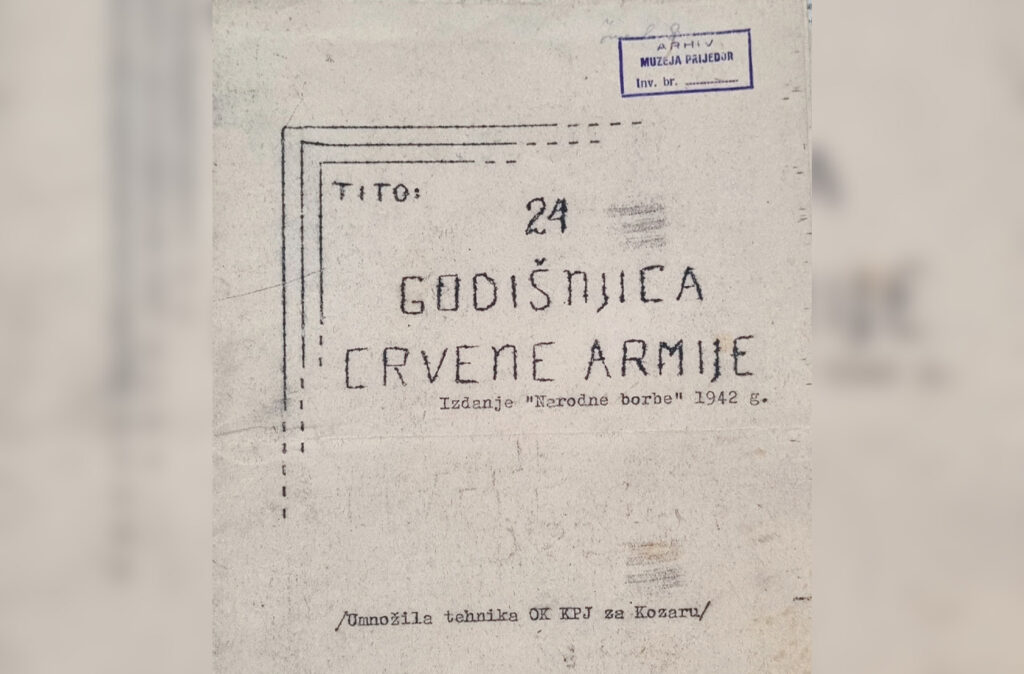 ARHIV
MUZEJA PRIJEDOR
Inv. br.
TITO:
24
GODIŠNJICA
CRVENE ARMIJE
Izdanje "Narodne borbe" 1942 g.
/Umnožila tehnika OK KPJ za Kozaru/